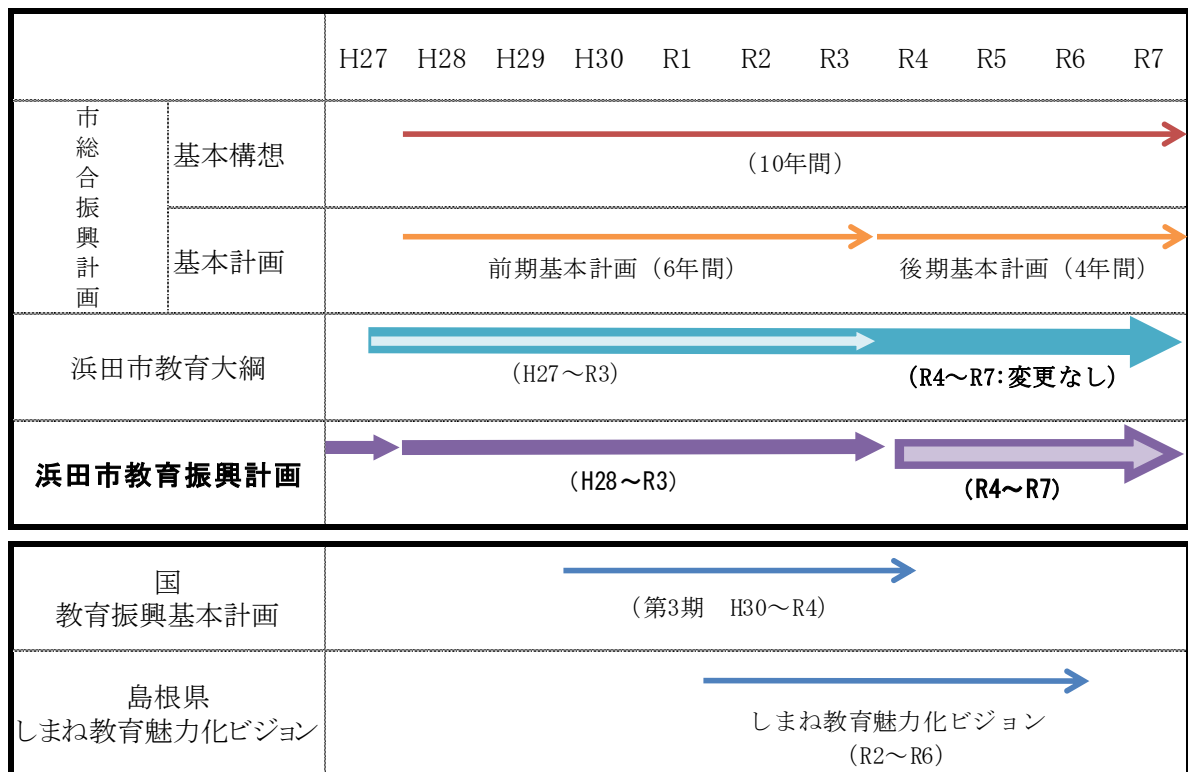 H27 H28 H29 H30 R1 R2 R3 R4 R5 R6 R7
市総合振興計画
基本構想
(10年間)
基本計画
前期基本計画（6年間）
後期基本計画（4年間）
浜田市教育大綱
(H27～R3)
(R4～R7:変更なし)
浜田市教育振興計画
(H28～R3)
(R4～R7)
国
教育振興基本計画
(第3期　H30～R4)
島根県
しまね教育魅力化ビジョン
しまね教育魅力化ビジョン
(R2～R6)